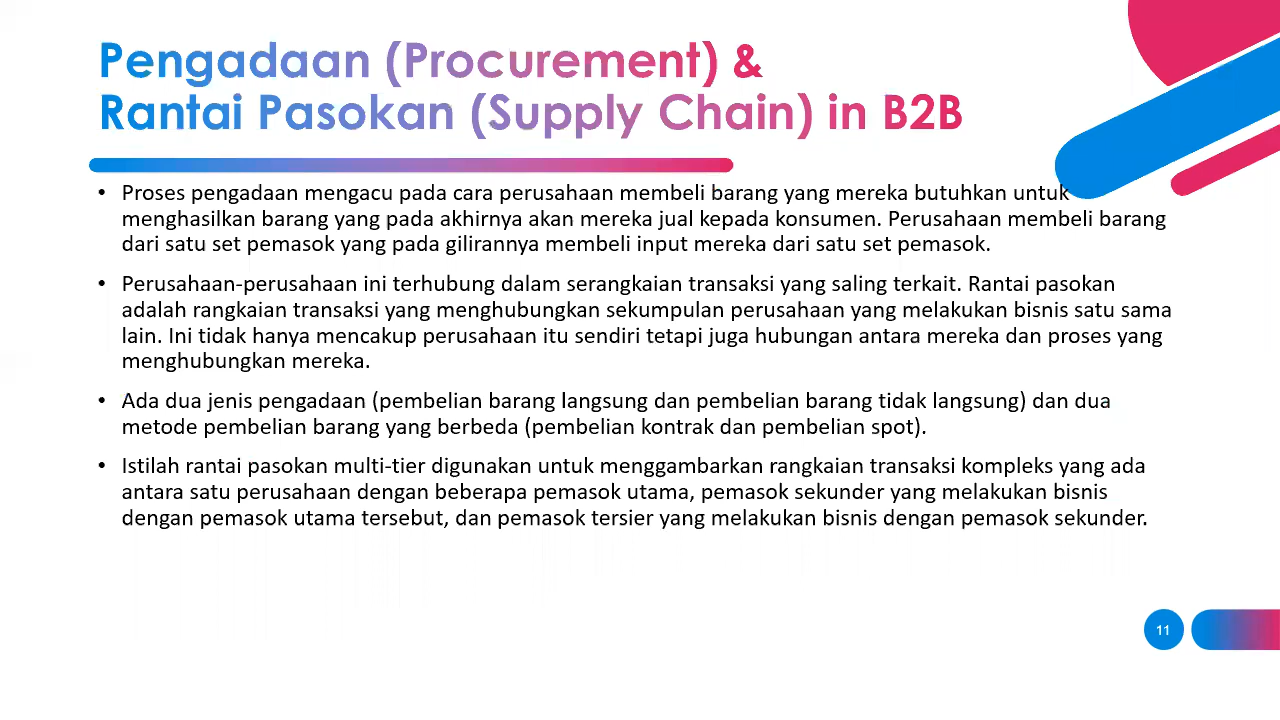 Pengadaan (Procurement) &
Rantai Pasokan (Supply Chain) in B2B
• Proses pengadaan mengacu pada cara perusahaan membeli barang yang mereka butuhkan untuk
menghasilkan barang yang pada akhirnya akan mereka jual kepada konsumen. Perusahaan membeli barang
dari satu set pemasok yang pada gilirannya membeli input mereka dari satu set pemasok.
• Perusahaan-perusahaan ini terhubung dalam serangkaian transaksi yang saling terkait. Rantai pasokan
adalah rangkaian transaksi yang menghubungkan sekumpulan perusahaan yang melakukan bisnis satu sama
lain. Ini tidak hanya mencakup perusahaan itu sendiri tetapi juga hubungan antara mereka dan proses yang
menghubungkan mereka.
• Ada dua jenis pengadaan (pembelian barang langsung dan pembelian barang tidak langsung) dan dua
metode pembelian barang yang berbeda (pembelian kontrak dan pembelian spot).
• Istilah rantai pasokan multi-tier digunakan untuk menggambarkan rangkaian transaksi kompleks yang ada
antara satu perusahaan dengan beberapa pemasok utama, pemasok sekunder yang melakukan bisnis
dengan pemasok utama tersebut, dan pemasok tersier yang melakukan bisnis dengan pemasok sekunder.
11